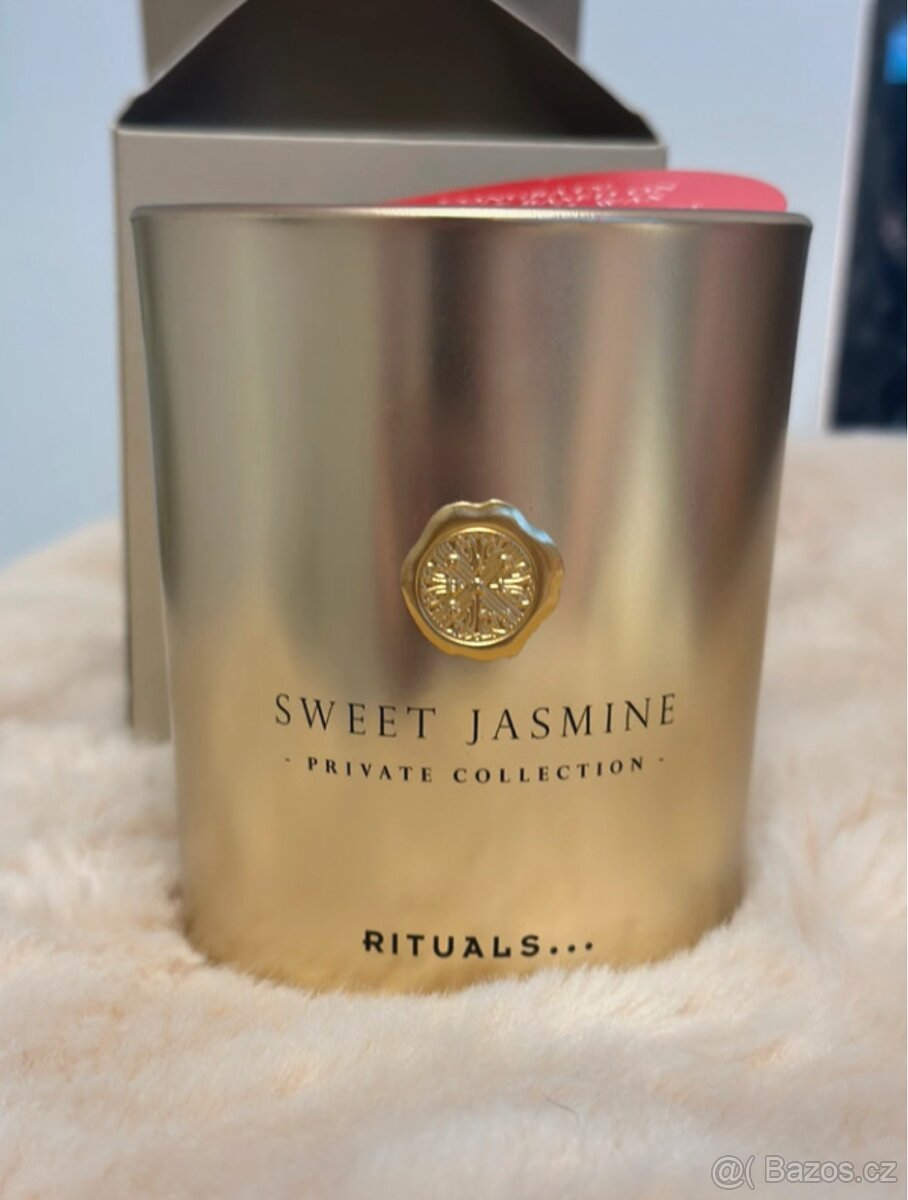 SWEET JASMINE
- PRIVATE COLLECTION -
RITUALS...
@( Bazos.cz